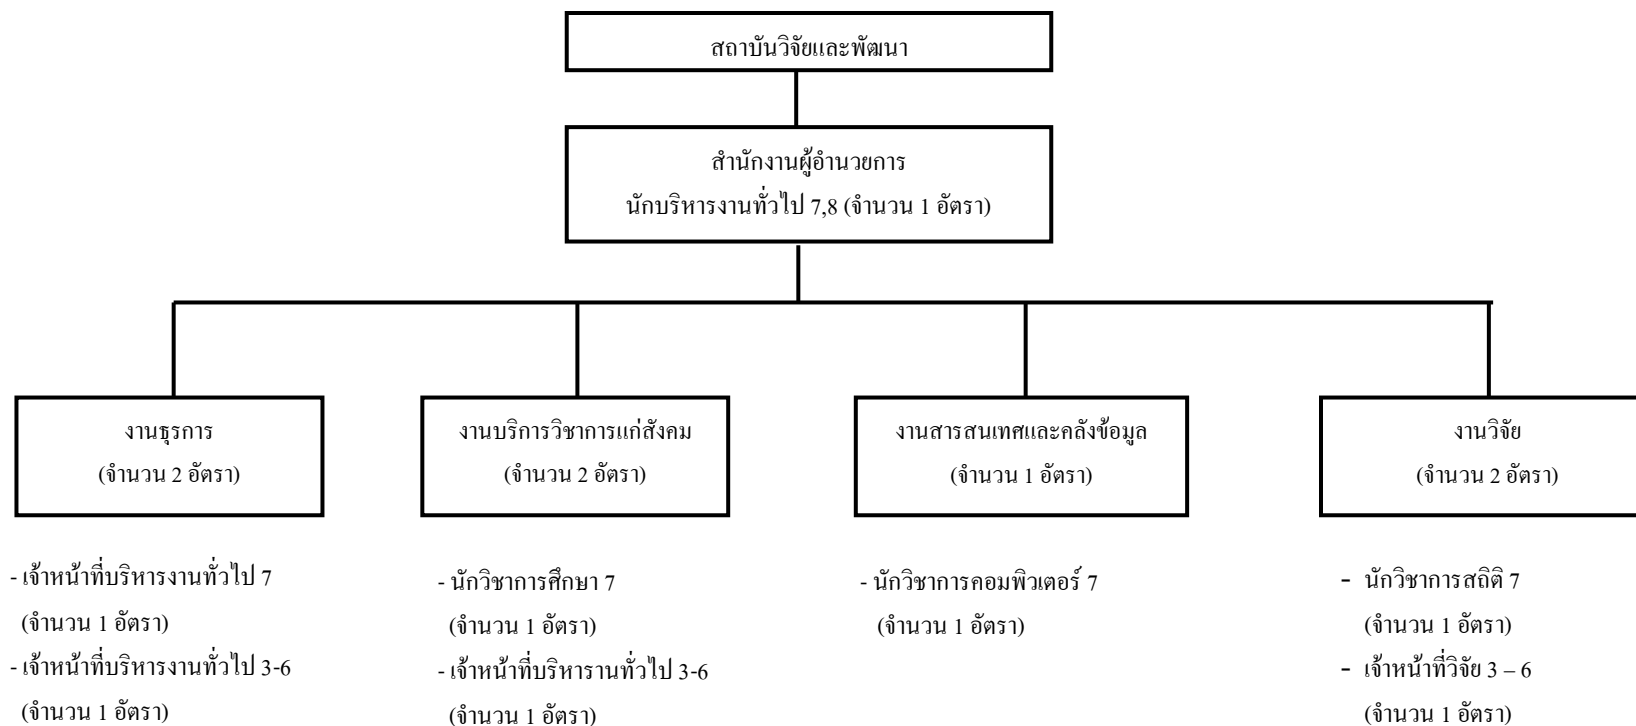 สถาบันวิจัยและพัฒนา
สำนักงานผู้อำนวยการ
นักบริหารงานทั่วไป 7,8 (จำนวน 1 อัตรา)
งานธุรการ
(จำนวน 2 อัตรา)
- เจ้าหน้าที่บริหารงานทั่วไป 7
(จำนวน 1 อัตรา)
- เจ้าหน้าที่บริหารงานทั่วไป 3-6
(จำนวน 1 อัตรา)
งานบริการวิชาการแก่สังคม
(จำนวน 2 อัตรา)
- นักวิชาการศึกษา 7
(จำนวน 1 อัตรา)
- เจ้าหน้าที่บริหารานทั่วไป 3-6
(จำนวน 1 อัตรา)
งานสารสนเทศและคลังข้อมูล
(จำนวน 1 อัตรา)
- นักวิชาการคอมพิวเตอร์ 7
(จำนวน 1 อัตรา)
งานวิจัย
(จำนวน 2 อัตรา)
- นักวิชาการสถิติ 7
(จำนวน 1 อัตรา)
- เจ้าหน้าที่วิจัย 3 – 6
(จำนวน 1 อัตรา)